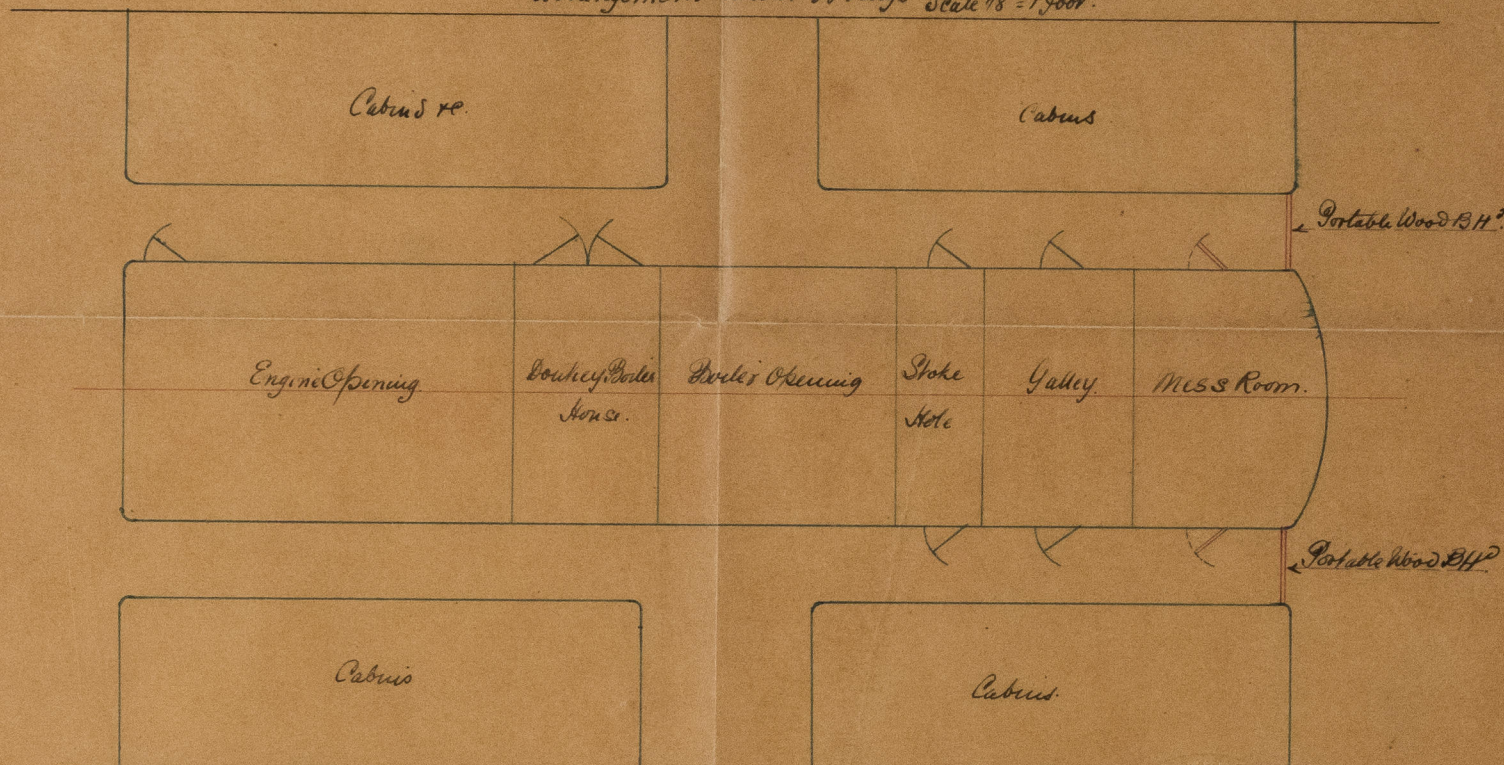 Arrangement
Scale 1/8 = 1 foot.
Cabins &c.
Cabins
Portable Wood BHd.
Engine Opening
Donkey Boiler
House.
Boiler Opening
Stoke
Hole
Galley.
Mess Room.
Portable Wood BHD
Cabins
Cabins.